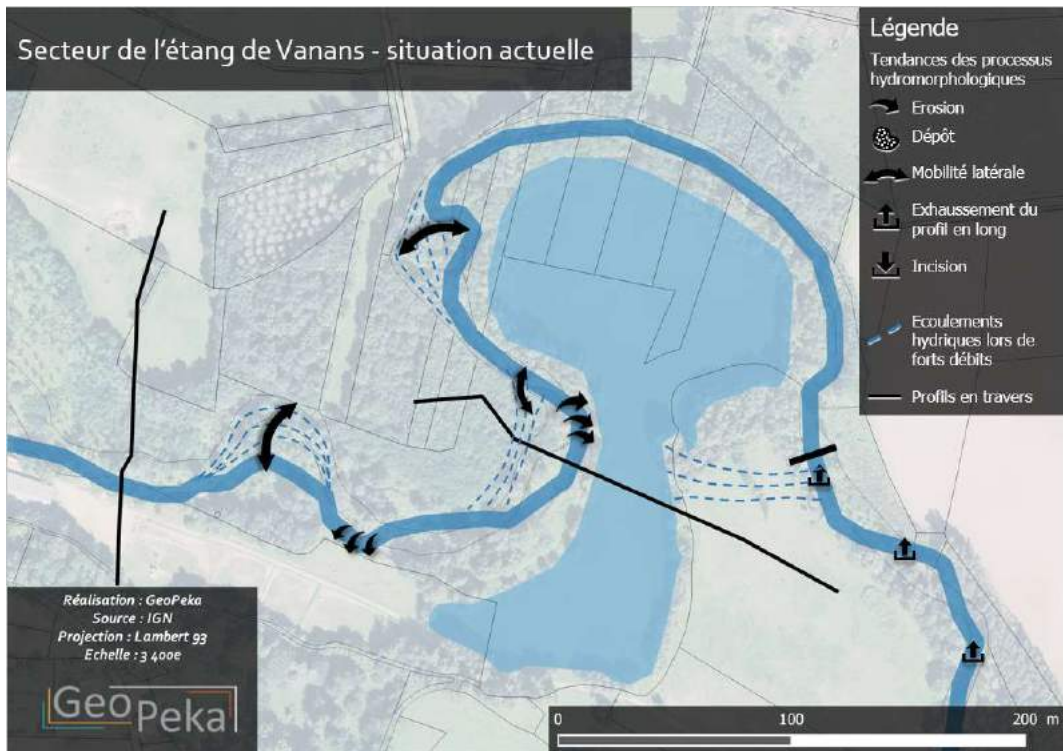 Secteur de l'étang de Vanans - situation actuelle
Légende
Tendances des processus
hydromorphologiques
Erosion
Dépôt
Mobilité latérale
Exhaussement du
profil en long
Incision
Ecoulements
hydriques lors de
forts débits
Profils en travers
Réalisation : GeoPeka
Source : IGN
Projection : Lambert 93
Echelle : 3 400e
GeoPeka
0 100 200 m